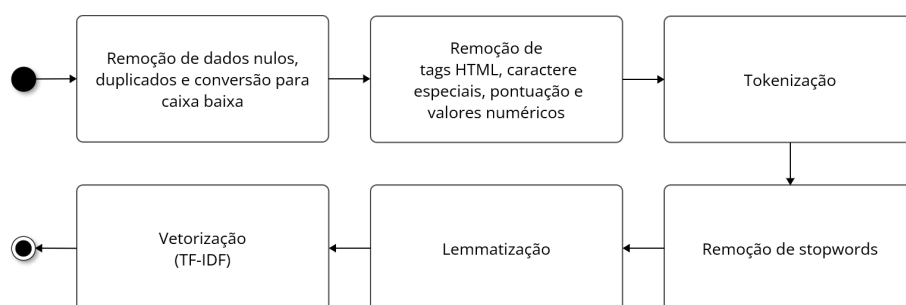 Remoção de dados nulos,
duplicados e conversão para
caixa baixa
Remoção de
tags HTML, caractere
especiais, pontuação e
valores numéricos
Tokenização
Remoção de stopwords
Lemmatização
Vetorização
(TF-IDF)